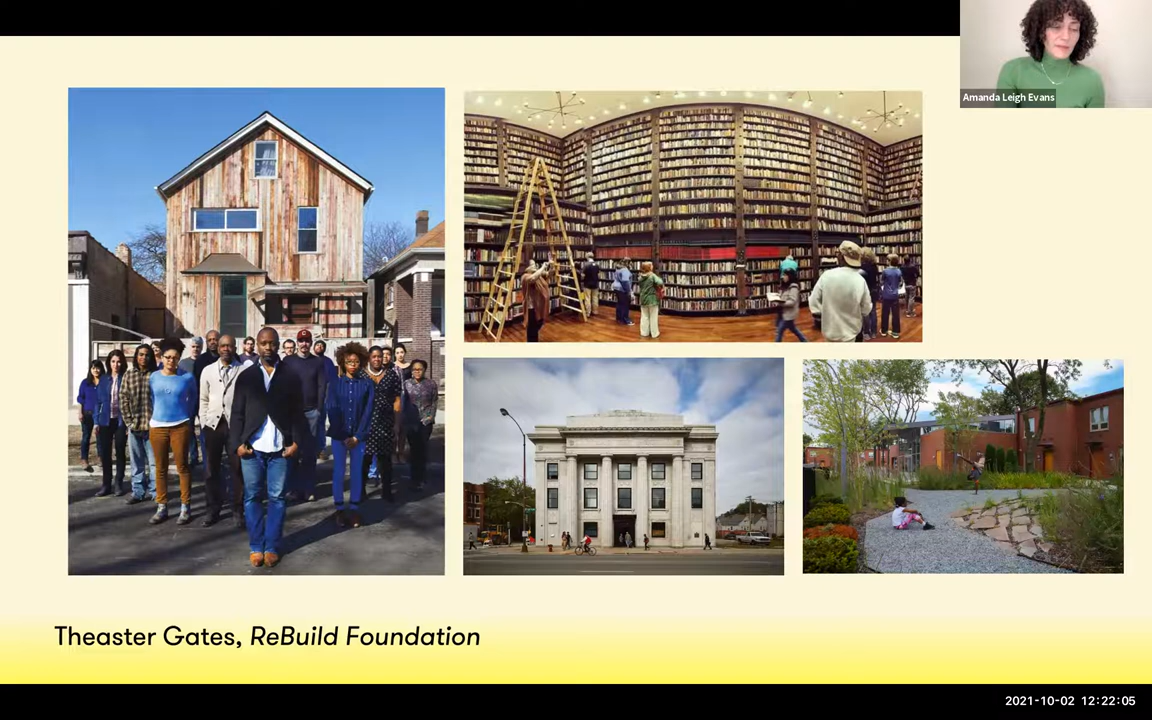 Amanda Leigh Evans
Theaster Gates, ReBuild Foundation
2021-10-02 12:22:05